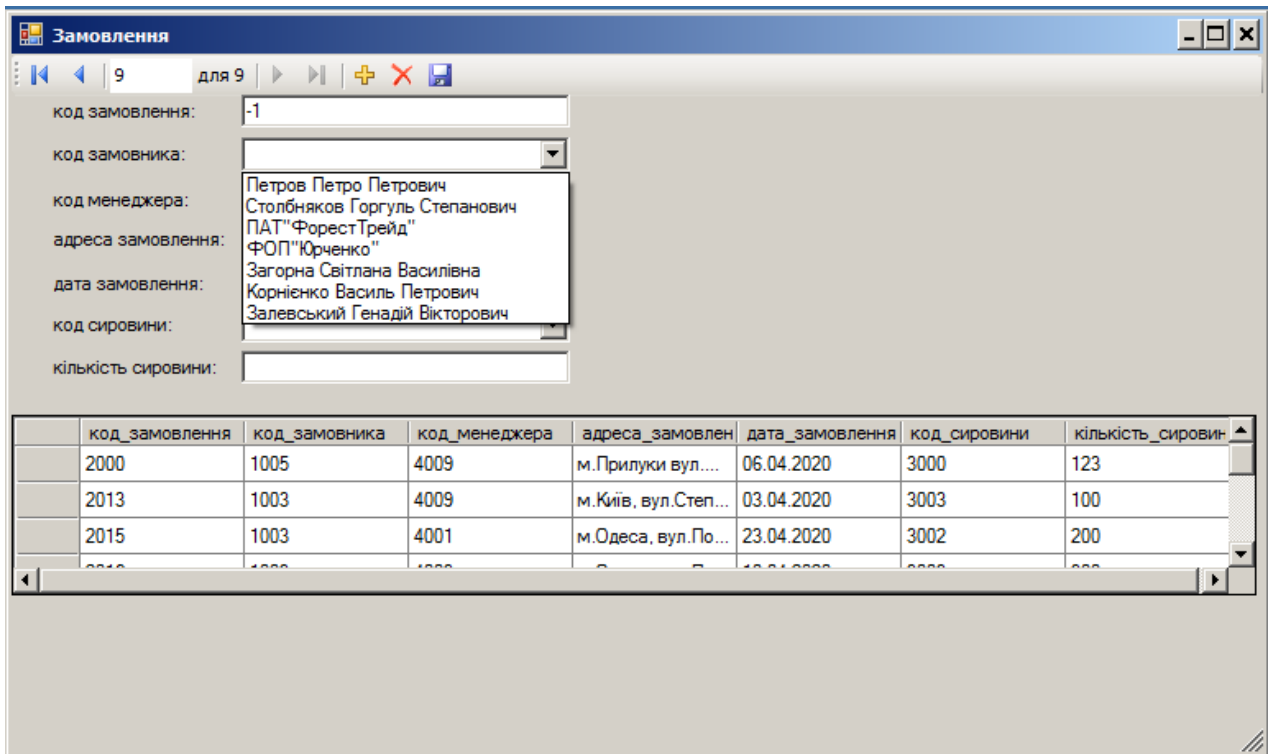 Замовлення
9 для 9
код замовлення: -1
код замовника:
Петров Петро Петрович
код менеджера:
Столбняков Горгуль Степанович
ПАТ"ФорестТрейд"
адреса замовлення:
ФОП"Юрченко"
Загорна Світлана Василівна
дата замовлення:
Корнієнко Василь Петрович
Залевський Генадій Вікторович
код сировини:
кількість сировини:
код_замовлення код_замовника код_менеджера адреса_замовлен дата_замовлення код_сировини кількість_сировин
2000 1005 4009 м.Прилуки вул.... 06.04.2020 3000 123
2013 1003 4009 м.Київ, вул.Степ... 03.04.2020 3003 100
2015 1003 4001 м.Одеса, вул.По... 23.04.2020 3002 200